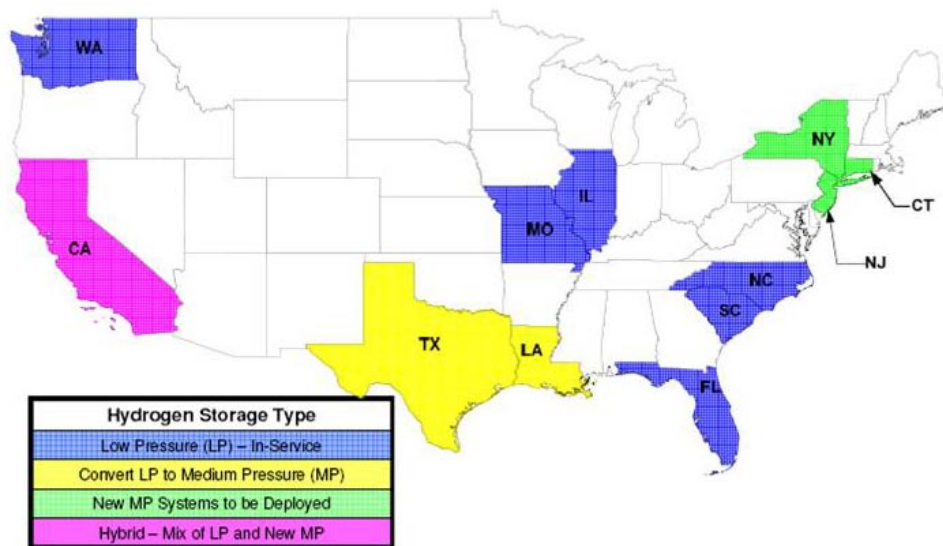 WA
NY
IL
CT
MO
CA
NJ
NC
SC
TX
LA
FL
Hydrogen Storage Type
Low Pressure (LP) – In-Service
Convert LP to Medium Pressure (MP)
New MP Systems to be Deployed
Hybrid – Mix of LP and New MP